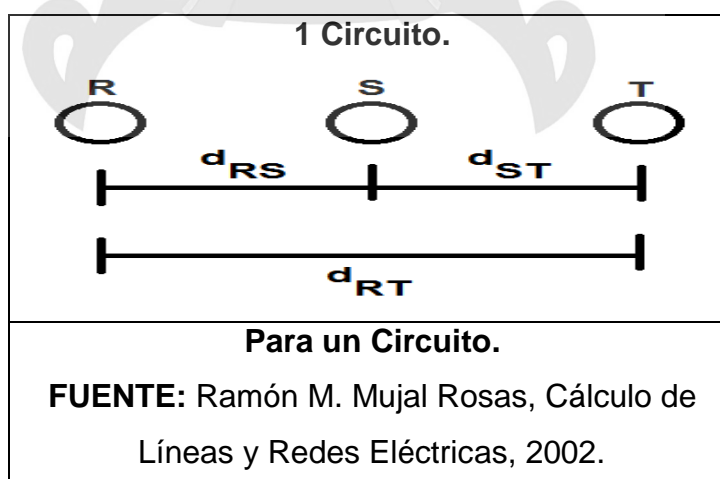 1 Circuito.
R S T
dRS dST
dRT
Para un Circuito.
FUENTE: Ramón M. Mujal Rosas, Cálculo de
Líneas y Redes Eléctricas, 2002.